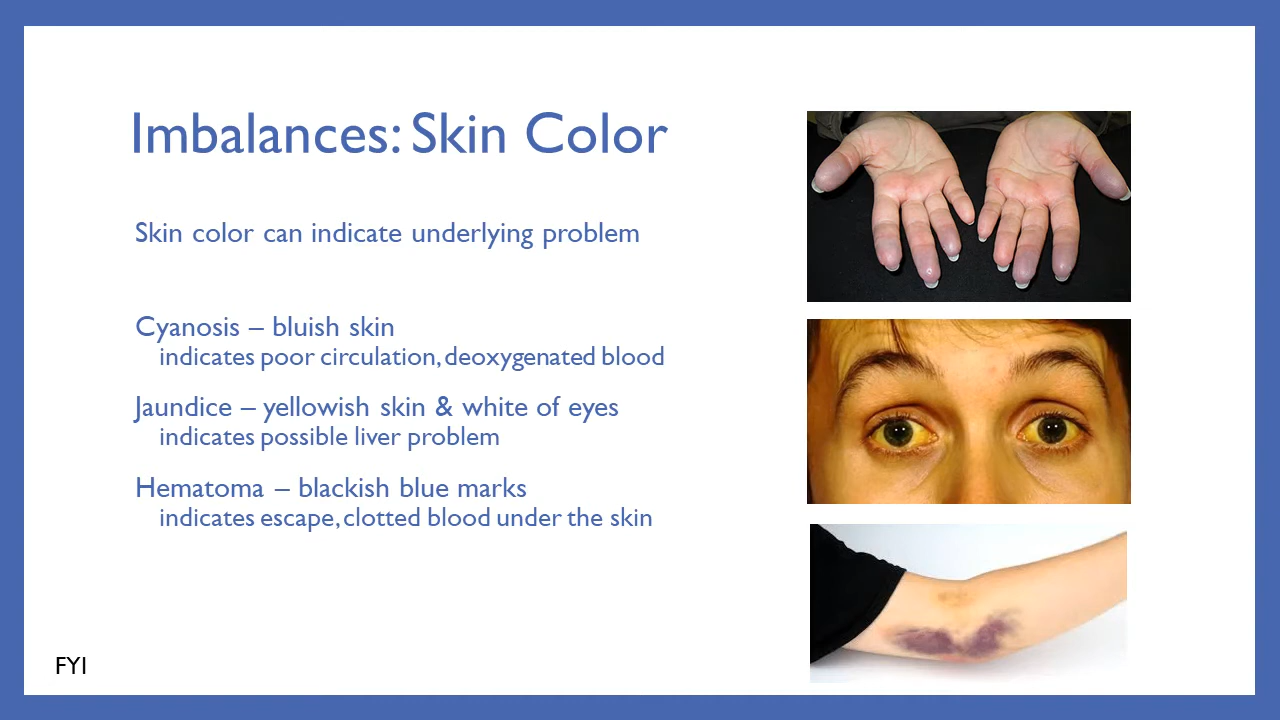 Imbalances: Skin Color
Skin color can indicate underlying problem
Cyanosis – bluish skin
indicates poor circulation, deoxygenated blood
Jaundice – yellowish skin & white of eyes
indicates possible liver problem
Hematoma – blackish blue marks
indicates escape, clotted blood under the skin
FYI